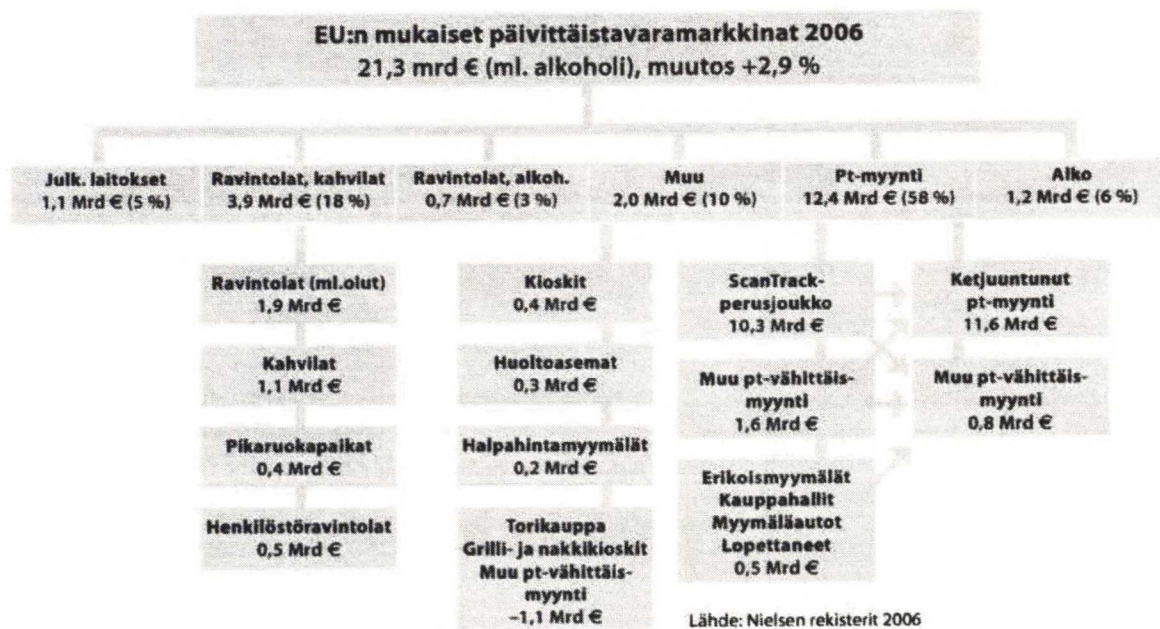 EU:n mukaiset päivittäistavaramarkkinat 2006
21,3 mrd € (ml. alkoholi), muutos +2,9 %
Julk. laitokset
1,1 Mrd € (5 %)
Ravintolat, kahvilat
3,9 Mrd € (18 %)
Ravintolat, alkoh.
0,7 Mrd € (3 %)
Muu
2,0 Mrd € (10 %)
Pt-myynti
12,4 Mrd € (58 %)
Alko
1,2 Mrd € (6 %)
Ravintolat (ml.olut)
1,9 Mrd €
Kahvilat
1,1 Mrd €
Pikaruokapaikat
0,4 Mrd €
Henkilöstöravintolat
0,5 Mrd €
Kioskit
0,4 Mrd €
Huoltoasemat
0,3 Mrd €
Halpahintamyymälät
0,2 Mrd €
Torikauppa
Grilli- ja nakkikioskit
Muu pt-vähittäis-
myynti
–1,1 Mrd €
ScanTrack-
perusjoukko
10,3 Mrd €
Muu pt-vähittäis-
myynti
1,6 Mrd €
Erikoismyymälät
Kauppahallit
Myymäläautot
Lopettaneet
0,5 Mrd €
Ketjuuntunut
pt-myynti
11,6 Mrd €
Muu pt-vähittäis-
myynti
0,8 Mrd €
Lähde: Nielsen rekisterit 2006